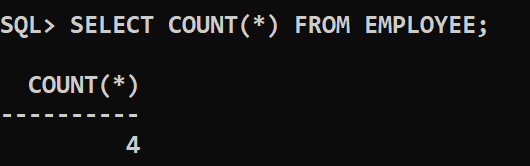 SQL> SELECT COUNT(*) FROM EMPLOYEE;
COUNT(*)
----------
4